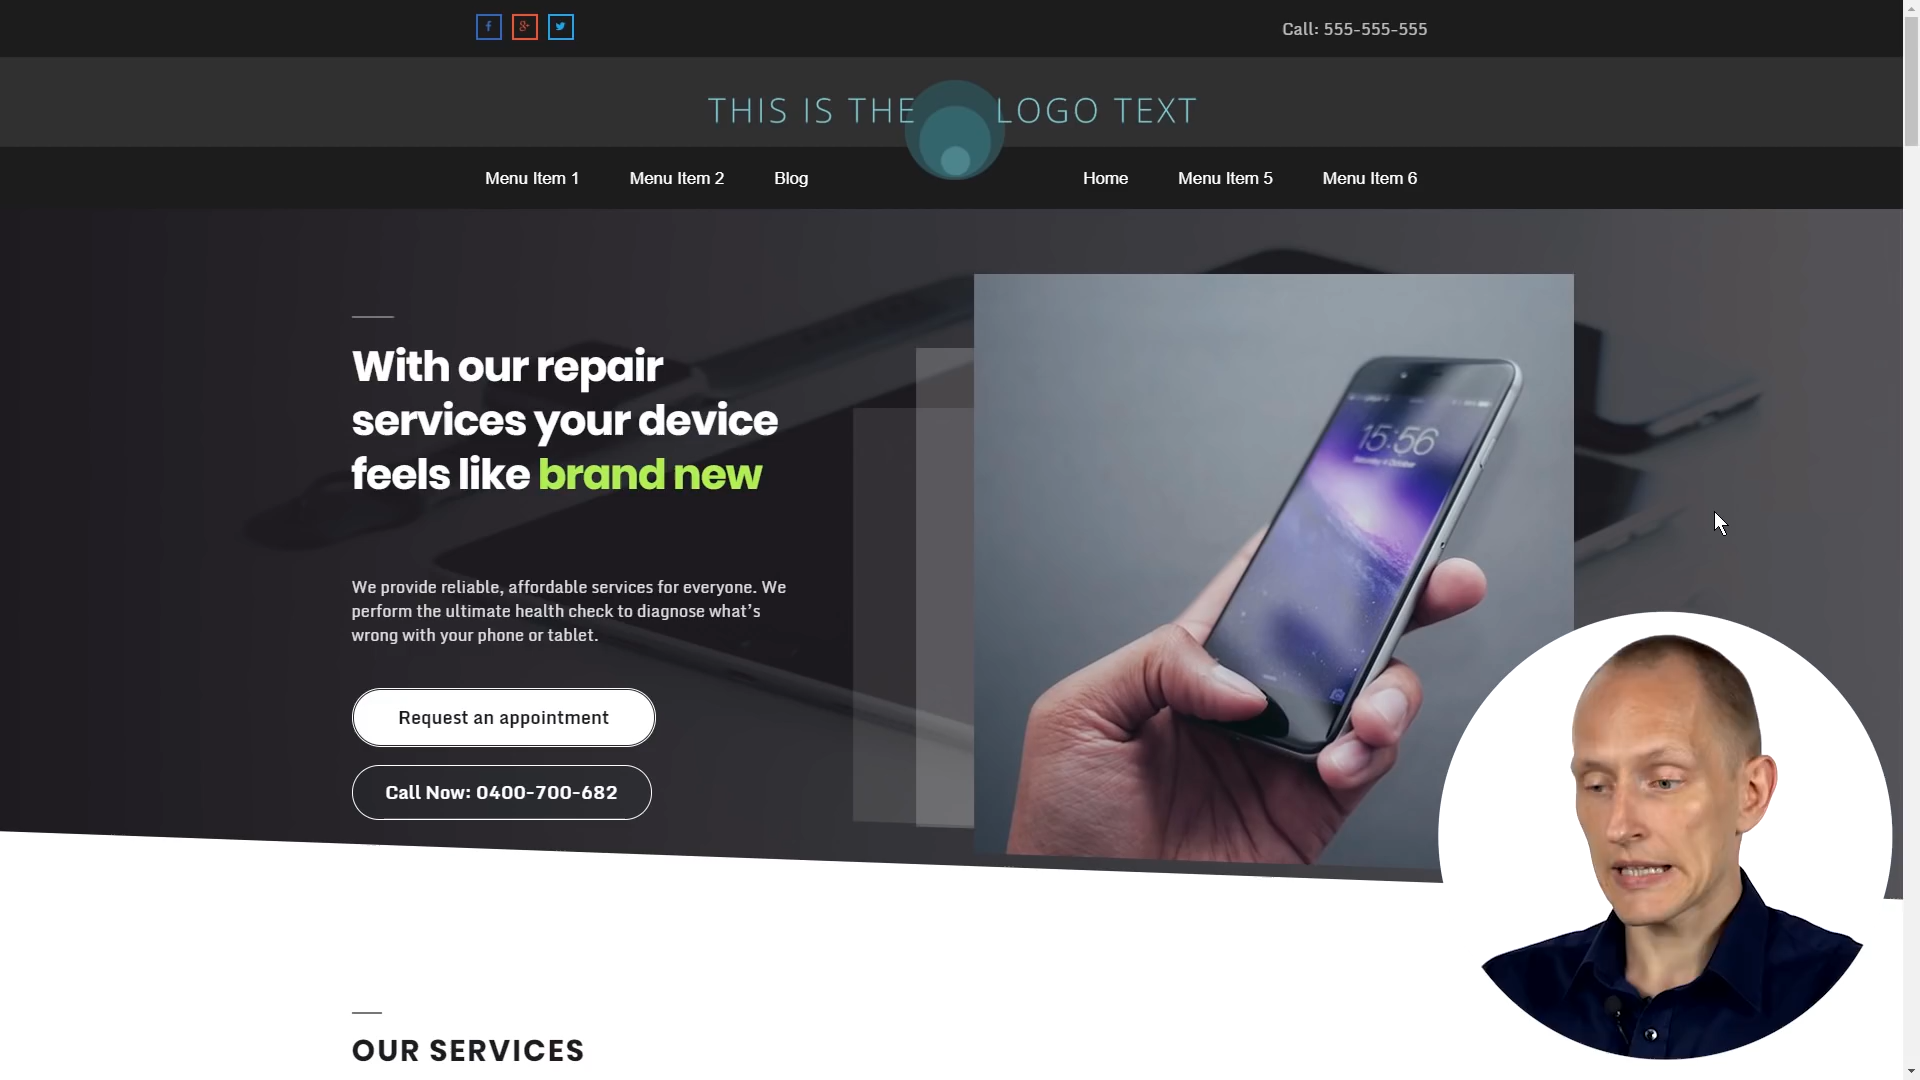 Call: 555-555-555
THIS IS THE LOGO TEXT
Menu Item 1 Menu Item 2 Blog Home Menu Item 5 Menu Item 6
With our repair
services your device
feels like brand new
15:56
We provide reliable, affordable services for everyone. We
perform the ultimate health check to diagnose what's
wrong with your phone or tablet.
Request an appointment
Call Now: 0400-700-682
OUR SERVICES